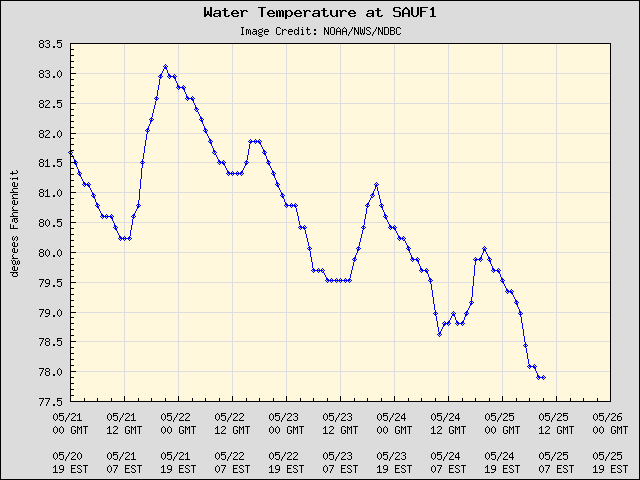 Water Temperature at SAUF1
Image Credit: NOAA/NWS/NDBC
degrees Fahrenheit
83.5
83.0
82.5
82.0
81.5
81.0
80.5
80.0
79.5
79.0
78.5
78.0
77.5
05/21 05/21 05/22 05/22 05/23 05/23 05/24 05/24 05/25 05/25 05/26
00 GMT 12 GMT 00 GMT 12 GMT 00 GMT 12 GMT 00 GMT 12 GMT 00 GMT 12 GMT 00 GMT
05/20 05/21 05/21 05/22 05/22 05/23 05/23 05/24 05/24 05/25 05/25
19 EST 07 EST 19 EST 07 EST 19 EST 07 EST 19 EST 07 EST 19 EST 07 EST 19 EST